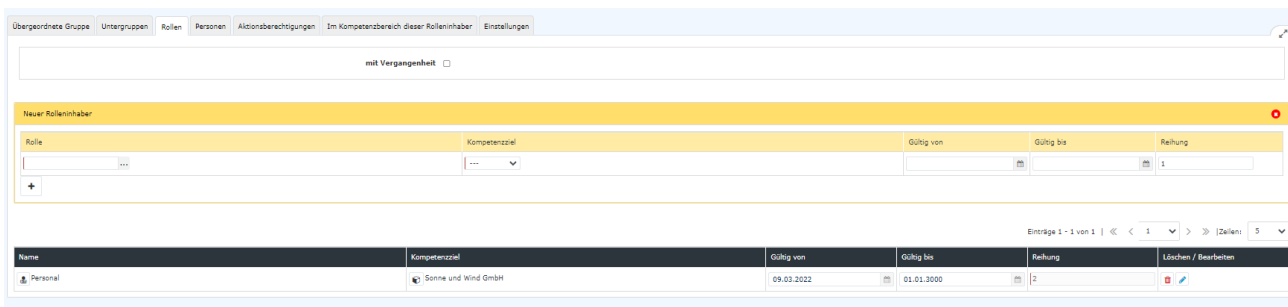 Übergeordnete Gruppe Untergruppen Rollen Personen Aktionsberechtigungen Im Kompetenzbereich dieser Rolleninhaber Einstellungen
mit Vergangenheit
Neuer Rolleninhaber
Rolle Kompetenzziel Gültig von Gültig bis Reihung
... --- 1
+
Einträge 1 - 1 von 1 | « < 1 > » |Zeilen: 5
Name Kompetenzziel Gültig von Gültig bis Reihung Löschen / Bearbeiten
Personal Sonne und Wind GmbH 09.03.2022 01.01.3000 2